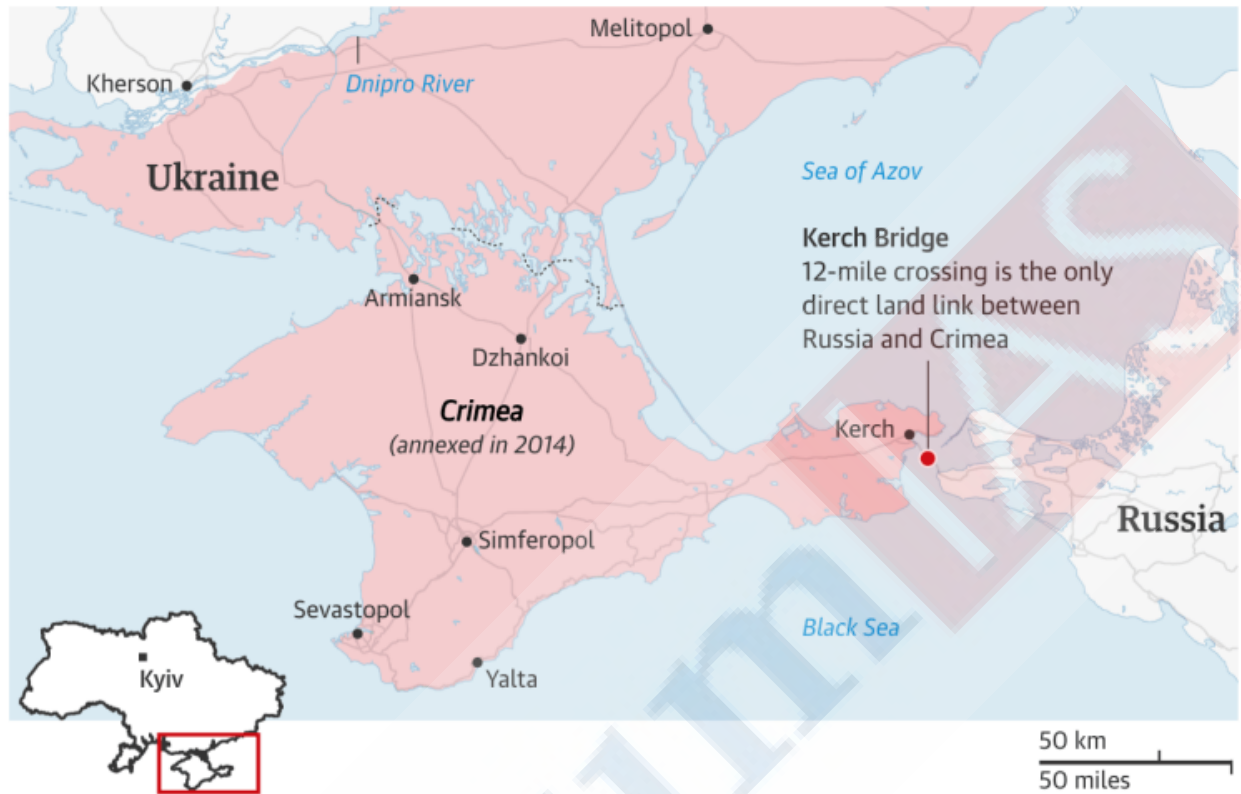 Melitopol
Kherson
Dnipro River
Ukraine
Sea of Azov
Kerch Bridge
12-mile crossing is the only
direct land link between
Russia and Crimea
Armiansk
Dzhankoi
Crimea
(annexed in 2014)
Kerch
Russia
Simferopol
Sevastopol
Black Sea
Yalta
Kyiv
50 km
50 miles
um IAS